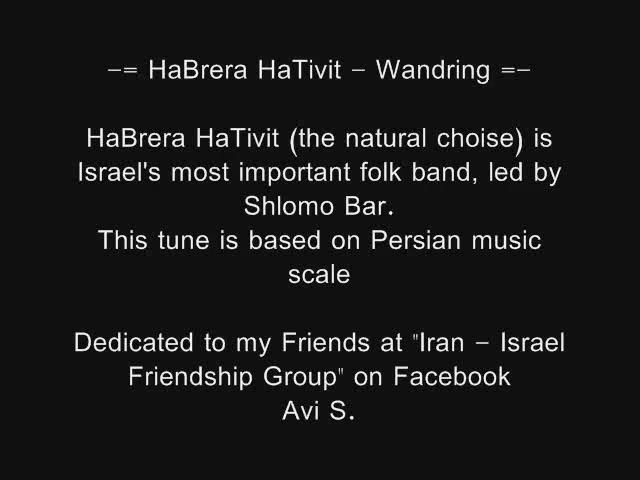 -= HaBrera HaTivit - Wandring =-
HaBrera HaTivit (the natural choise) is
Israel's most important folk band, led by
Shlomo Bar.
This tune is based on Persian music
scale
Dedicated to my Friends at "Iran - Israel
Friendship Group" on Facebook
Avi S.